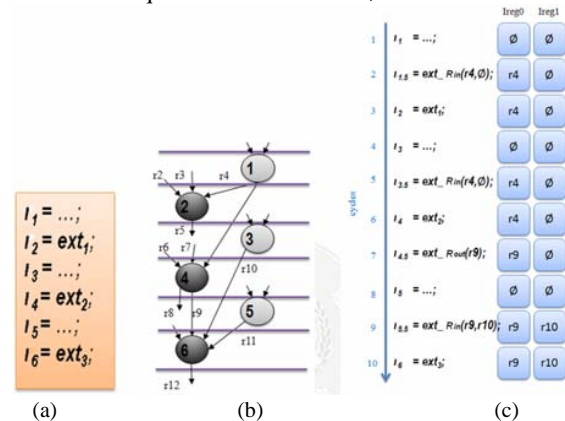 I₁ = ...;
I₂ = ext₁;
I₃ = ...;
I₄ = ext₂;
I₅ = ...;
I₆ = ext₃;
(a)
1
r2
r3
r4
2
r5
3
r6
r7
r10
4
r8
r9
5
r11
6
r12
(b)
Ireg0 Ireg1
cycles
1 I₁ = ...; Ø Ø
2 I₁.₅ = ext_Rin(r4,Ø); r4 Ø
3 I₂ = ext₁; r4 Ø
4 I₃ = ...; Ø Ø
5 I₃.₅ = ext_Rin(r4,Ø); r4 Ø
6 I₄ = ext₂; r4 Ø
7 I₄.₅ = ext_Rout(r9); r9 Ø
8 I₅ = ...; Ø Ø
9 I₅.₅ = ext_Rin(r9,r10); r9 r10
10 I₆ = ext₃; r9 r10
(c)